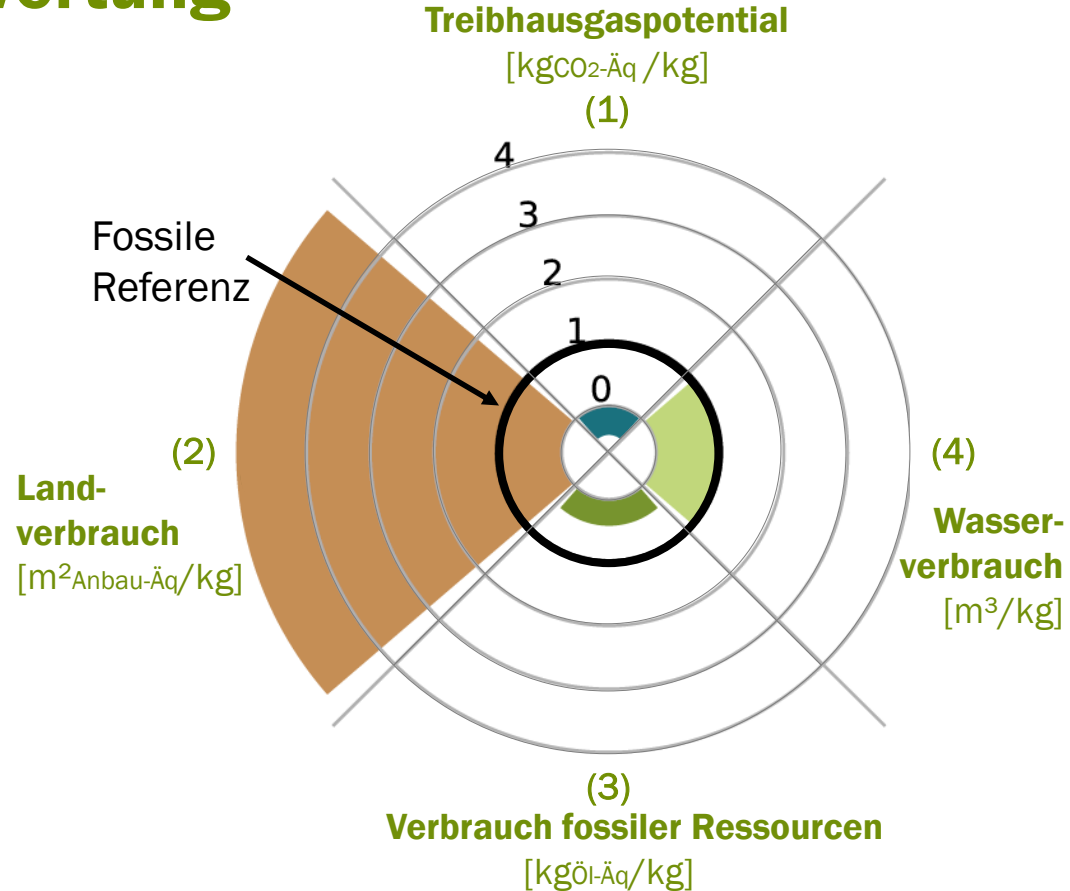 wertung
Treibhausgaspotential
[kgCO₂-Äq /kg]
(1)
4
3
2
1
0
Fossile
Referenz
(2)
Land-
verbrauch
[m²Anbau-Äq/kg]
(4)
Wasser-
verbrauch
[m³/kg]
(3)
Verbrauch fossiler Ressourcen
[kgÖl-Äq/kg]